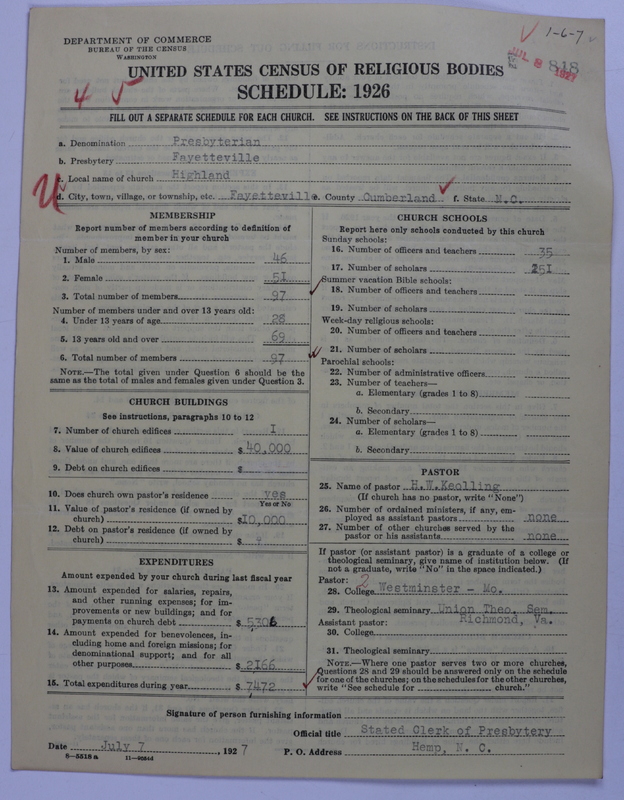 1-6-7
DEPARTMENT OF COMMERCE
BUREAU OF THE CENSUS
WASHINGTON
JUL 8 1927
818
UNITED STATES CENSUS OF RELIGIOUS BODIES
SCHEDULE: 1926
4
FILL OUT A SEPARATE SCHEDULE FOR EACH CHURCH. SEE INSTRUCTIONS ON THE BACK OF THIS SHEET
a. Denomination Presbyterian
b. Presbytery Fayetteville
c. Local name of church Highland
d. City, town, village, or township, etc. Fayetteville e. County Cumberland f. State N.C.
MEMBERSHIP
Report number of members according to definition of
member in your church
Number of members, by sex:
1. Male 46
2. Female 51
3. Total number of members 97
Number of members under and over 13 years old:
4. Under 13 years of age 28
5. 13 years old and over 69
6. Total number of members 97
NOTE.—The total given under Question 6 should be
same as the total of males and females given under Question 3.
CHURCH BUILDINGS
See instructions, paragraphs 10 to 12
7. Number of church edifices 1
8. Value of church edifices $40,000
9. Debt on church edifices $
10. Does church own pastor's residence yes
Yes or No
11. Value of pastor's residence (if owned by
church) $10,000
12. Debt on pastor's residence (if owned by
church) $
EXPENDITURES
Amount expended by your church during last fiscal year
13. Amount expended for salaries, repairs,
and other running expenses; for im-
provements or new buildings; and for
payments on church debt $ 5306
14. Amount expended for benevolences, in-
cluding home and foreign missions; for
denominational support; and for all
other purposes $ 2166
15. Total expenditures during year $ 7472
CHURCH SCHOOLS
Report here only schools conducted by this church
Sunday schools:
16. Number of officers and teachers 35
17. Number of scholars 251
Summer vacation Bible schools:
18. Number of officers and teachers
19. Number of scholars
Week-day religious schools:
20. Number of officers and teachers
21. Number of scholars
Parochial schools:
22. Number of administrative officers
23. Number of teachers—
a. Elementary (grades 1 to 8)
b. Secondary
24. Number of scholars—
a. Elementary (grades 1 to 8)
b. Secondary
PASTOR
25. Name of pastor H.W.Keolling
(If church has no pastor, write "None")
26. Number of ordained ministers, if any, em-
ployed as assistant pastors none
27. Number of other churches served by the
pastor or his assistants none
If pastor (or assistant pastor) is a graduate of a college or
theological seminary, give name of institution below. (If
not a graduate, write "No" in the space indicated.)
Pastor: 2
28. College Westminster - Mo.
29. Theological seminary Union Theo. Sem.
Assistant pastor: Richmond, Va.
30. College
31. Theological seminary
NOTE.—Where one pastor serves two or more churches,
Questions 28 and 29 should be answered only on the schedule
for one of the churches; on the schedules for the other churches,
write "See schedule for church."
Signature of person furnishing information
Official title Stated Clerk of Presbytery
Date July 7, 1927 P. O. Address Hemp, N. C.
8-5518 a